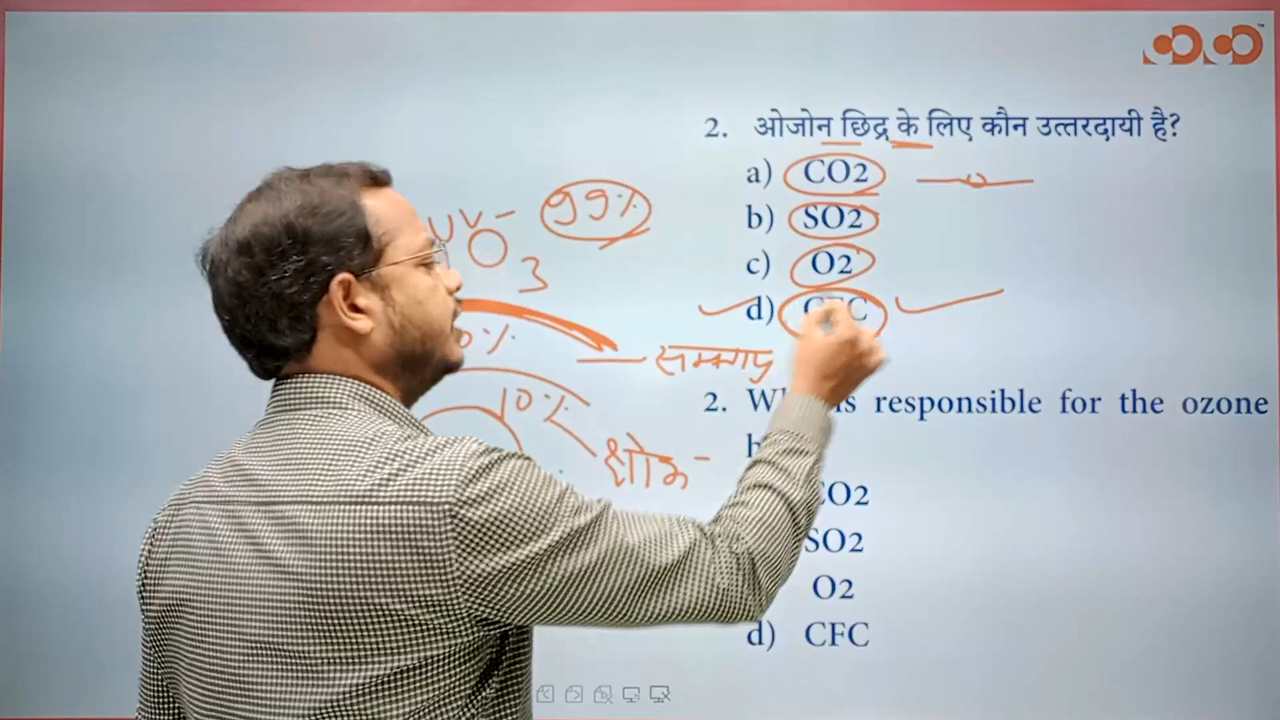 2. ओजोन छिद्र के लिए कौन उत्तरदायी है?
a) CO2
b) SO2
c) O2
d) CFC
UV- 99%
O3
10%
क्षोभ-
2. is responsible for the ozone
CO2
SO2
O2
d) CFC